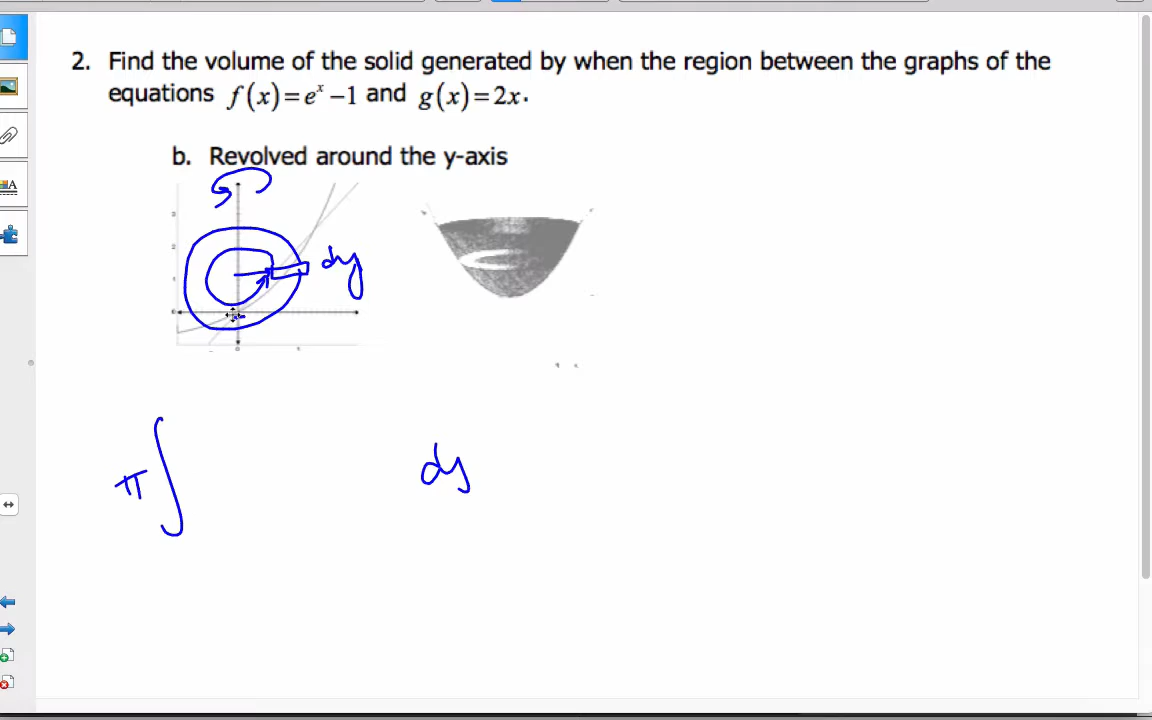 2. Find the volume of the solid generated by when the region between the graphs of the
equations f(x)=eˣ−1 and g(x)=2x.
b. Revolved around the y-axis
dy
π∫ dy